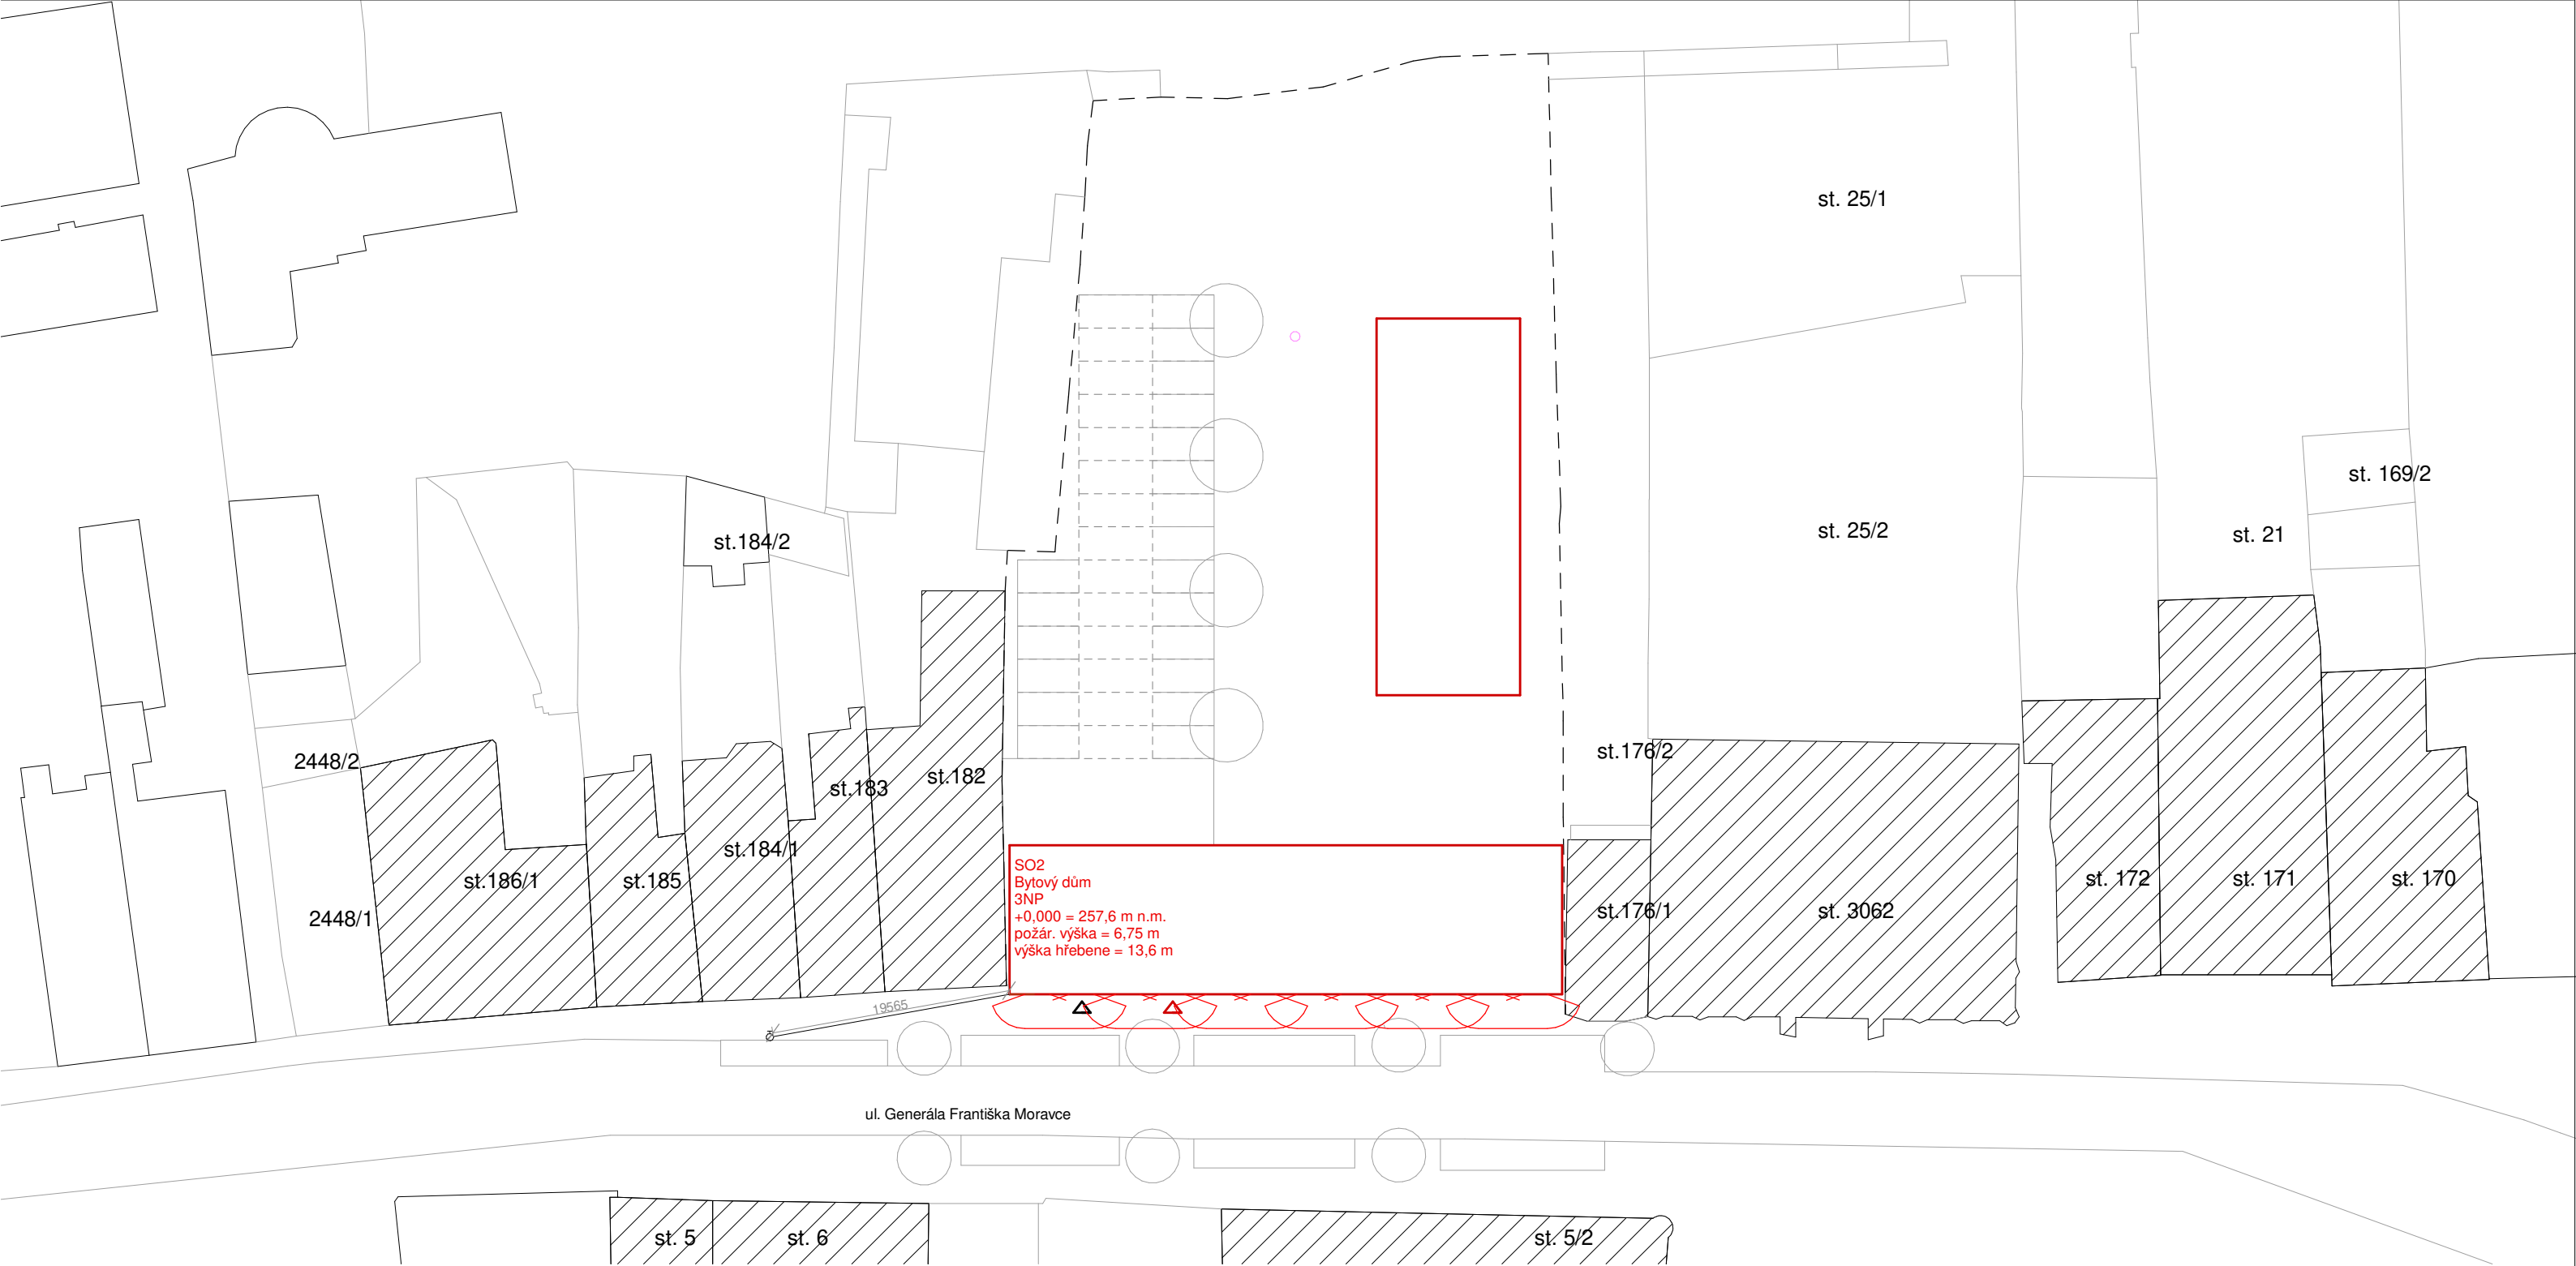 st. 25/1
st. 169/2
st. 25/2
st. 21
st.184/2
st.176/2
2448/2
st.182
st.183
st.184/1
SO2
Bytový dům
3NP
+0,000 = 257,6 m n.m.
požár. výška = 6,75 m
výška hřebene = 13,6 m
st.186/1
st.185
st. 172
st. 171
st. 170
2448/1
st.176/1
st. 3062
19565
ul. Generála Františka Moravce
st. 5
st. 6
st. 5/2